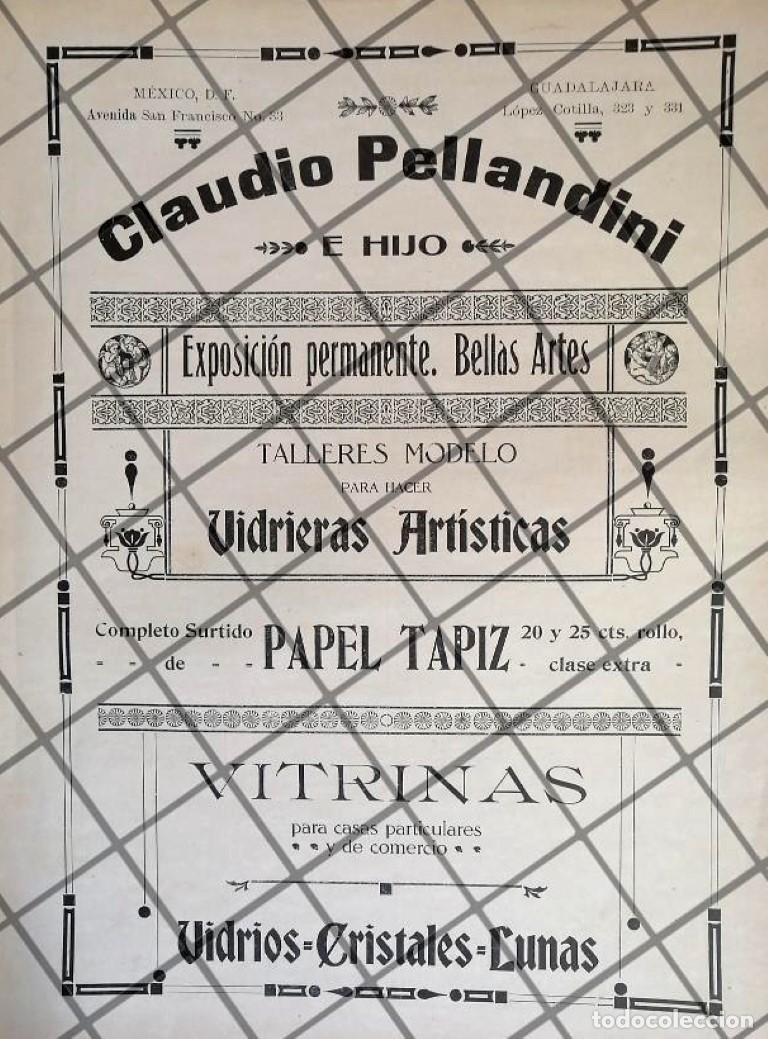 MÉXICO, D. F.
Avenida San Francisco No. 33
GUADALAJARA
López Cotilla, 323 y 331
Claudio Pellandini
E HIJO
Exposición permanente. Bellas Artes
TALLERES MODELO
PARA HACER
Vidrieras Artísticas
Completo Surtido
- - de - -
PAPEL TAPIZ
20 y 25 cts. rollo,
- clase extra -
VITRINAS
para casas particulares
y de comercio
Vidrios=Cristales=Lunas
todocoleccion